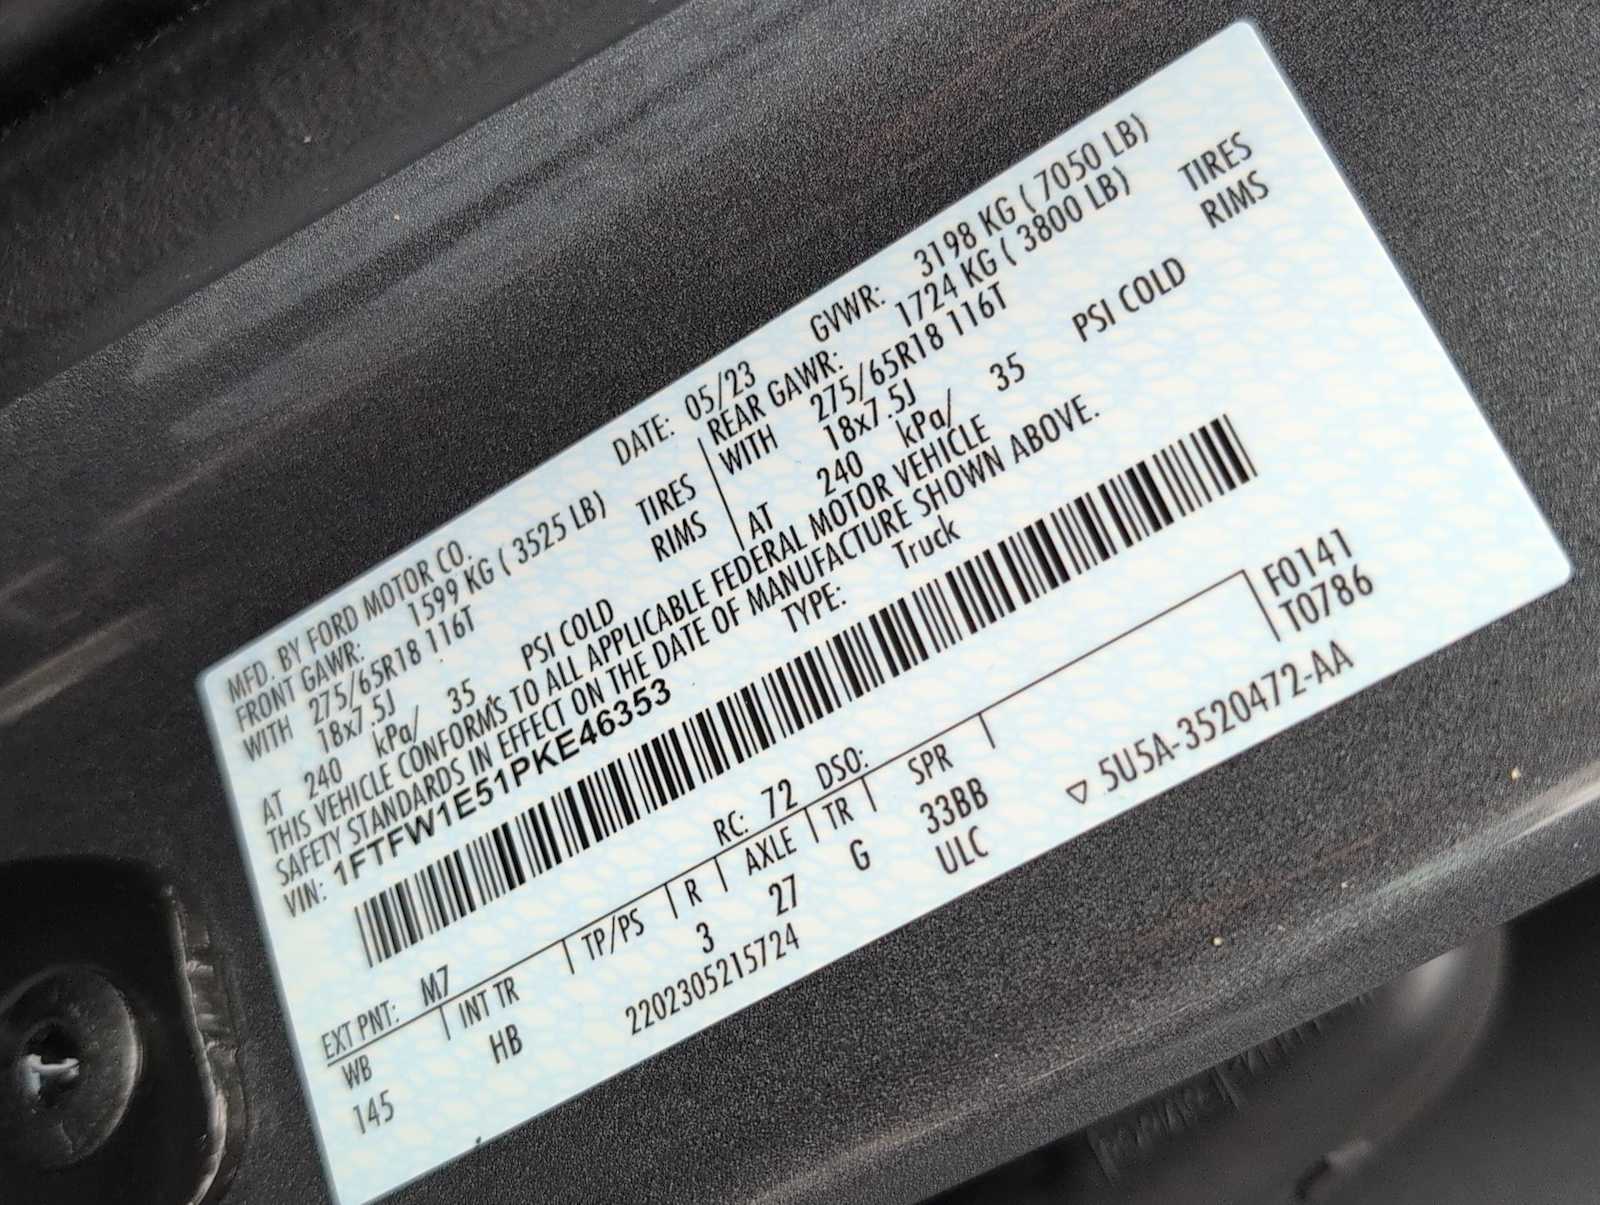 MFD. BY FORD MOTOR CO. DATE: 05/23 GVWR: 3198 KG ( 7050 LB)
FRONT GAWR: 1599 KG ( 3525 LB) REAR GAWR: 1724 KG ( 3800 LB)
WITH 275/65R18 116T TIRES WITH 275/65R18 116T TIRES
18x7.5J RIMS 18x7.5J RIMS
AT 240 kPa/ 35 PSI COLD AT 240 kPa/ 35 PSI COLD
THIS VEHICLE CONFORMS TO ALL APPLICABLE FEDERAL MOTOR VEHICLE
SAFETY STANDARDS IN EFFECT ON THE DATE OF MANUFACTURE SHOWN ABOVE.
VIN: 1FTFW1E51PKE46353 TYPE: Truck
EXT PNT: M7 RC: 72 DSO: F0141
WB INT TR TP/PS R AXLE TR SPR T0786
145 HB 3 27 G 33BB
ULC
2202305215724 ▽ 5U5A-3520472-AA